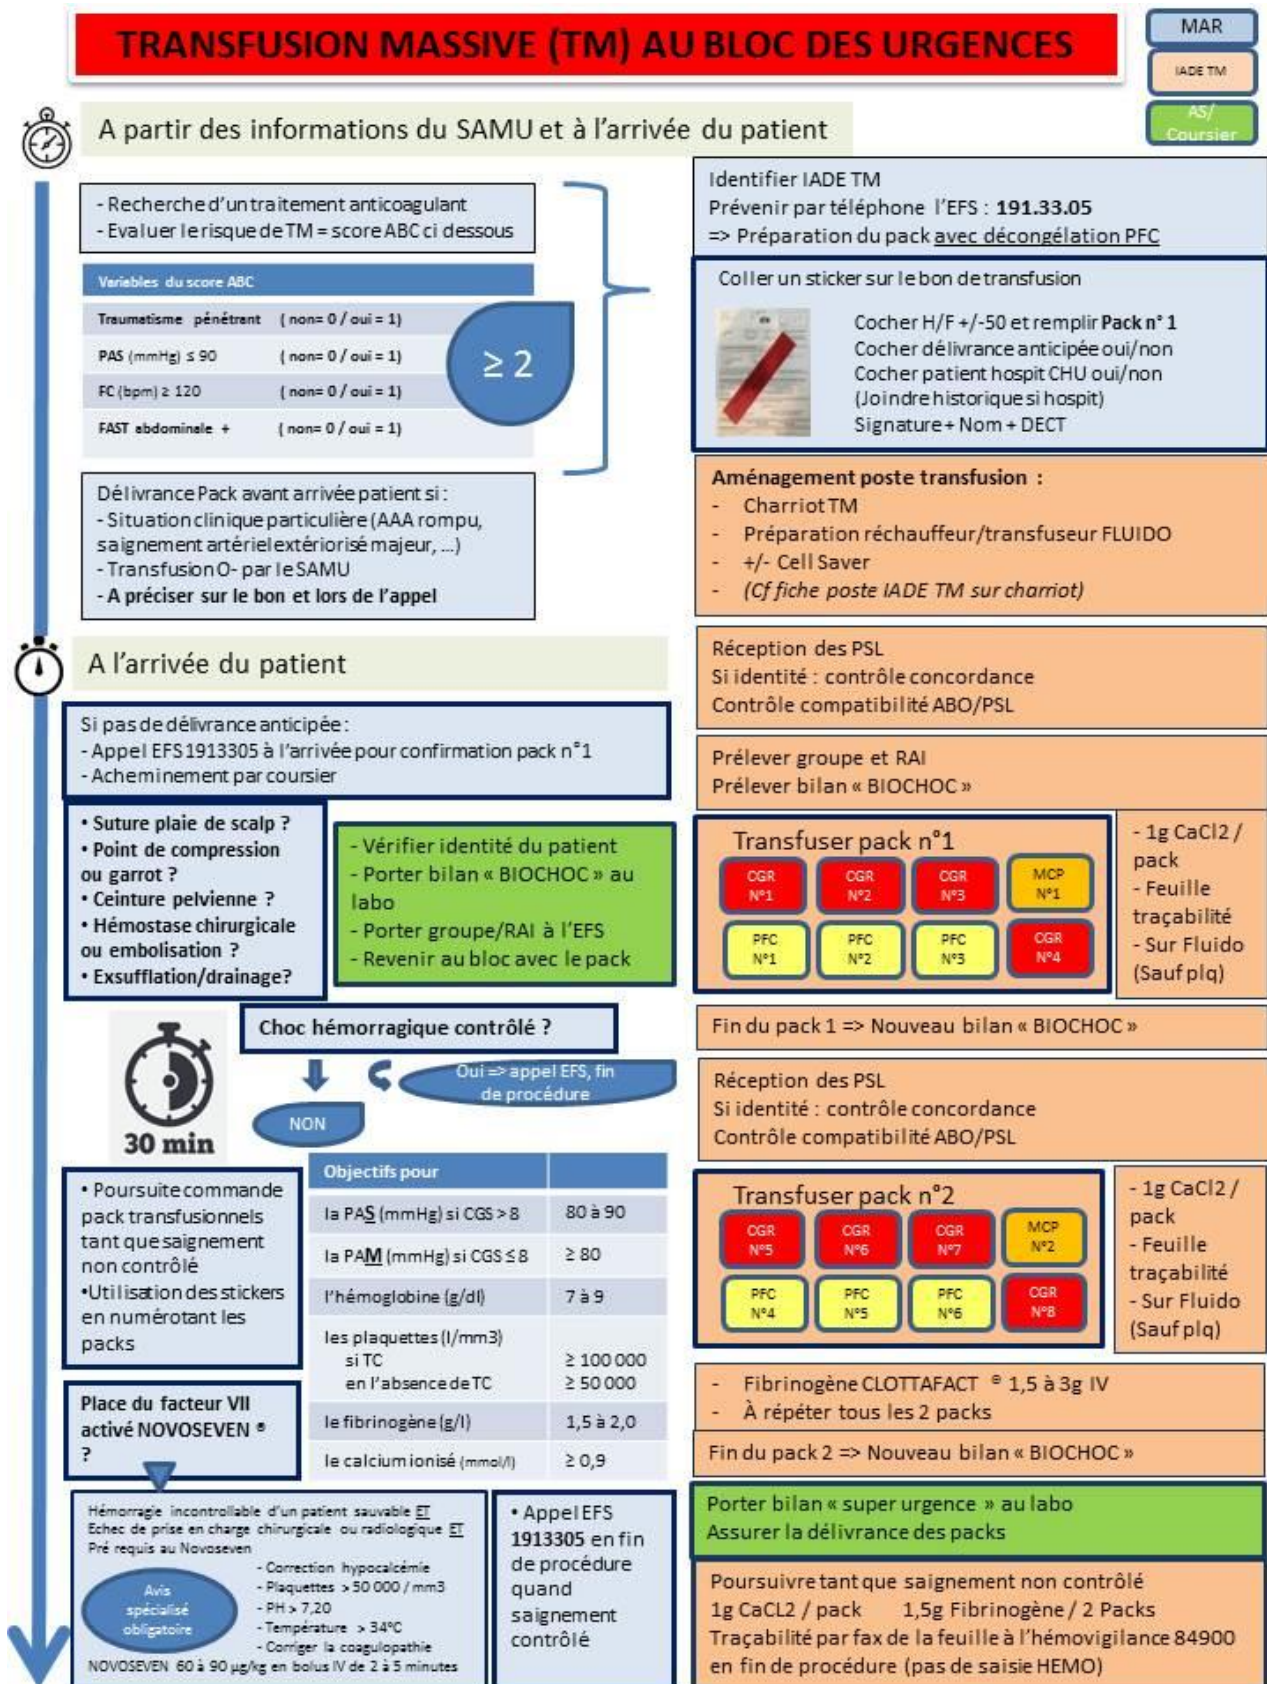 TRANSFUSION MASSIVE (TM) AU BLOC DES URGENCES
MAR
IADE TM
AS/
Coursier
A partir des informations du SAMU et à l'arrivée du patient
- Recherche d'un traitement anticoagulant
- Evaluer le risque de TM = score ABC ci dessous
Variables du score ABC
Traumatisme pénétrant ( non= 0 / oui = 1)
PAS (mmHg) ≤ 90 ( non= 0 / oui = 1)
FC (bpm) ≥ 120 ( non= 0 / oui = 1)
FAST abdominale + ( non= 0 / oui = 1)
≥ 2
Délivrance Pack avant arrivée patient si :
- Situation clinique particulière (AAA rompu,
saignement artériel extériorisé majeur, ...)
- Transfusion O- par le SAMU
- A préciser sur le bon et lors de l'appel
Identifier IADE TM
Prévenir par téléphone l'EFS : 191.33.05
=> Préparation du pack avec décongélation PFC
Coller un sticker sur le bon de transfusion
Cocher H/F +/-50 et remplir Pack n° 1
Cocher délivrance anticipée oui/non
Cocher patient hospit CHU oui/non
(Joindre historique si hospit)
Signature + Nom + DECT
Aménagement poste transfusion :
- Charriot TM
- Préparation réchauffeur/transfuseur FLUIDO
- +/- Cell Saver
- (Cf fiche poste IADE TM sur charriot)
A l'arrivée du patient
Si pas de délivrance anticipée :
- Appel EFS 1913305 à l'arrivée pour confirmation pack n°1
- Acheminement par coursier
• Suture plaie de scalp ?
• Point de compression
ou garrot ?
• Ceinture pelvienne ?
• Hémostase chirurgicale
ou embolisation ?
• Exsufflation/drainage?
- Vérifier identité du patient
- Porter bilan « BIOCHOC » au
labo
- Porter groupe/RAI à l'EFS
- Revenir au bloc avec le pack
Réception des PSL
Si identité : contrôle concordance
Contrôle compatibilité ABO/PSL
Prélever groupe et RAI
Prélever bilan « BIOCHOC »
Transfuser pack n°1
CGR
N°1
CGR
N°2
CGR
N°3
MCP
N°1
PFC
N°1
PFC
N°2
PFC
N°3
CGR
N°4
- 1g CaCl2 /
pack
- Feuille
traçabilité
- Sur Fluido
(Sauf plq)
Choc hémorragique contrôlé ?
Oui => appel EFS, fin
de procédure
NON
30 min
Fin du pack 1 => Nouveau bilan « BIOCHOC »
Réception des PSL
Si identité : contrôle concordance
Contrôle compatibilité ABO/PSL
• Poursuite commande
pack transfusionnels
tant que saignement
non contrôlé
•Utilisation des stickers
en numérotant les
packs
Objectifs pour
la PAS (mmHg) si CGS > 8 80 à 90
la PAM (mmHg) si CGS ≤ 8 ≥ 80
l'hémoglobine (g/dl) 7 à 9
les plaquettes (l/mm3)
si TC ≥ 100 000
en l'absence de TC ≥ 50 000
le fibrinogène (g/l) 1,5 à 2,0
le calcium ionisé (mmol/l) ≥ 0,9
Transfuser pack n°2
CGR
N°5
CGR
N°6
CGR
N°7
MCP
N°2
PFC
N°4
PFC
N°5
PFC
N°6
CGR
N°8
- 1g CaCl2 /
pack
- Feuille
traçabilité
- Sur Fluido
(Sauf plq)
- Fibrinogène CLOTTAFACT ® 1,5 à 3g IV
- À répéter tous les 2 packs
Fin du pack 2 => Nouveau bilan « BIOCHOC »
Place du facteur VII
activé NOVOSEVEN ®
?
Hémorragie incontrollable d'un patient sauvable ET
Echec de prise en charge chirurgicale ou radiologique ET
Pré requis au Novoseven
- Correction hypocalcémie
- Plaquettes > 50 000 / mm3
- PH > 7,20
- Température > 34°C
- Corriger la coagulopathie
Avis
spécialisé
obligatoire
NOVOSEVEN 60 à 90 µg/kg en bolus IV de 2 à 5 minutes
• Appel EFS
1913305 en fin
de procédure
quand
saignement
contrôlé
Porter bilan « super urgence » au labo
Assurer la délivrance des packs
Poursuivre tant que saignement non contrôlé
1g CaCL2 / pack 1,5g Fibrinogène / 2 Packs
Traçabilité par fax de la feuille à l'hémovigilance 84900
en fin de procédure (pas de saisie HEMO)